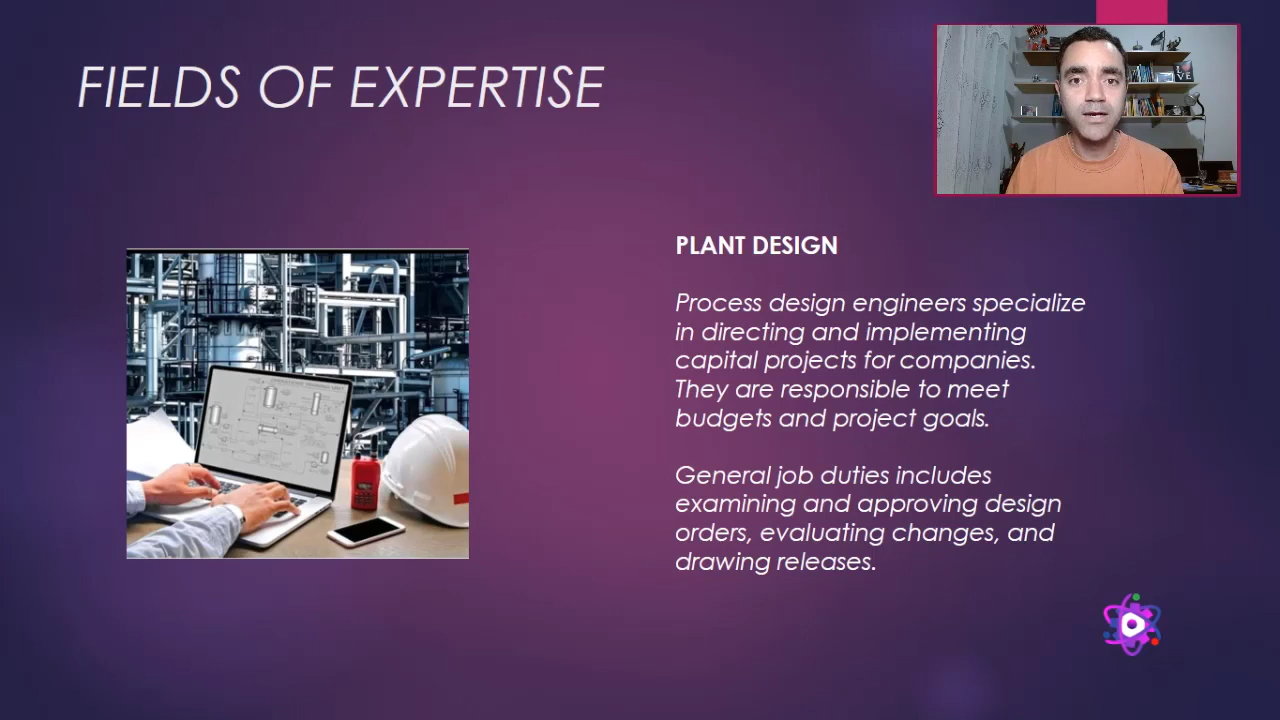 FIELDS OF EXPERTISE
PLANT DESIGN
Process design engineers specialize
in directing and implementing
capital projects for companies.
They are responsible to meet
budgets and project goals.
General job duties includes
examining and approving design
orders, evaluating changes, and
drawing releases.